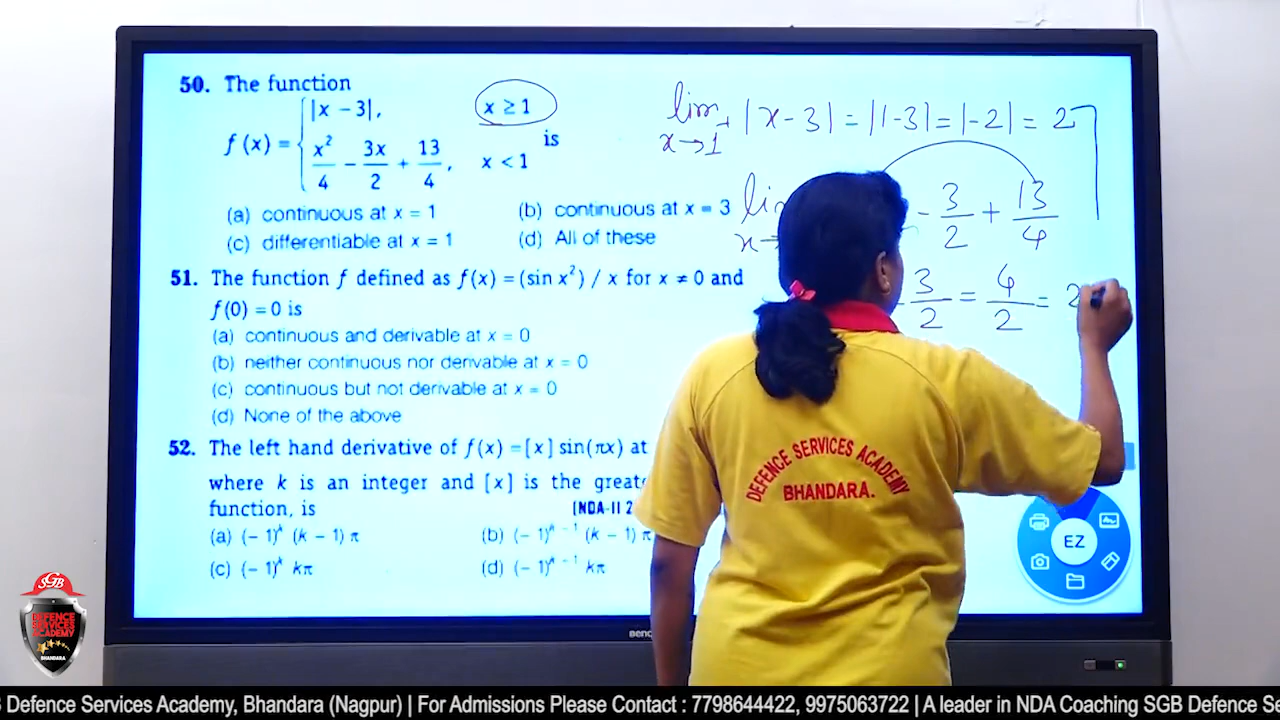 50. The function
f(x) = { |x − 3|, x ≥ 1
x²/4 − 3x/2 + 13/4, x < 1 is
(a) continuous at x = 1 (b) continuous at x = 3
(c) differentiable at x = 1 (d) All of these
51. The function f defined as f(x) = (sin x²) / x for x ≠ 0 and
f(0) = 0 is
(a) continuous and derivable at x = 0
(b) neither continuous nor derivable at x = 0
(c) continuous but not derivable at x = 0
(d) None of the above
52. The left hand derivative of f(x) = [x] sin(πx) at
where k is an integer and [x] is the
function, is [NDA-II 2
(a) (− 1)ᵏ (k − 1) π (b) (− 1)ᵏ ⁻ ¹ (k − 1) π
(c) (− 1)ᵏ kπ (d) (− 1)ᵏ ⁻ ¹ kπ
lim x→1⁺ |x − 3| = |1 − 3| = |−2| = 2
− 3/2 + 13/4
3/2 = 4/2 = 2
EZ
DEFENCE SERVICES ACADEMY
BHANDARA.
SGB
DEFENCE
SERVICES
ACADEMY
BHANDARA
Defence Services Academy, Bhandara (Nagpur) | For Admissions Please Contact : 7798644422, 9975063722 | A leader in NDA Coaching SGB Defence